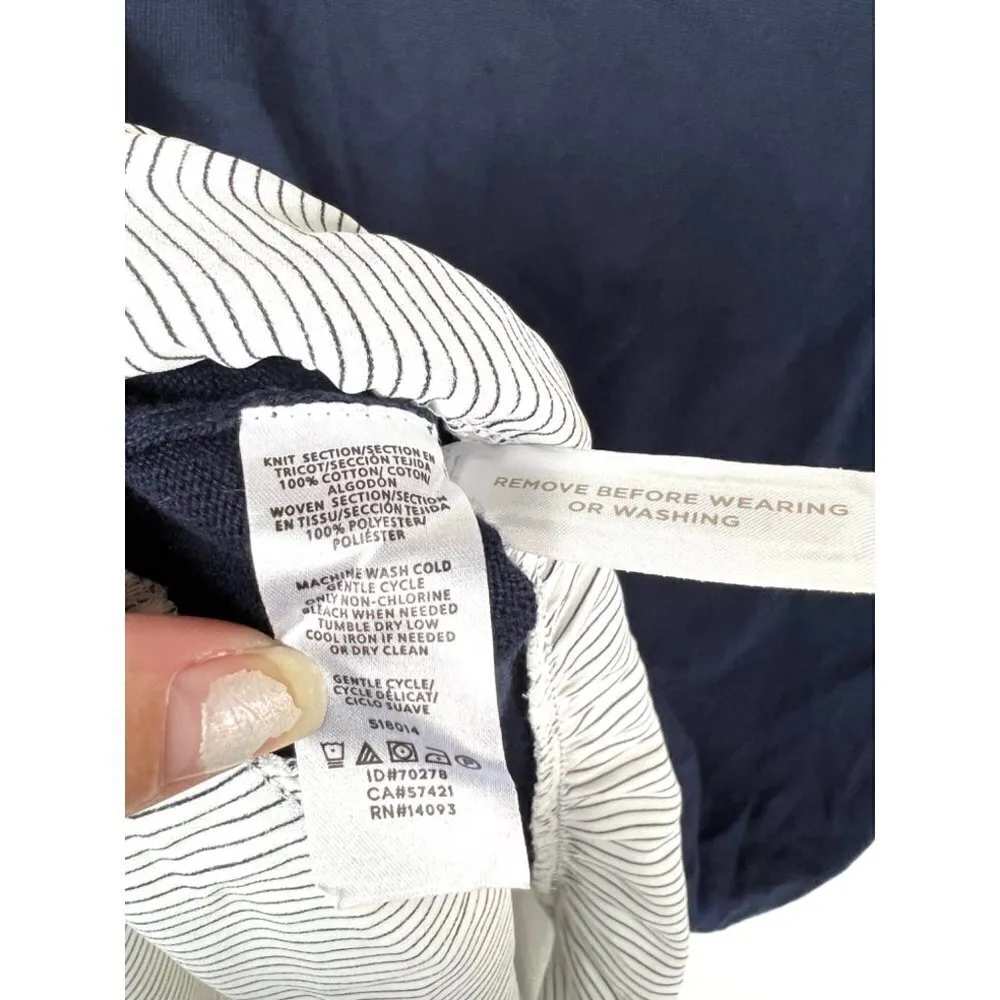 KNIT SECTION/SECTION EN
TRICOT/SECCIÓN TEJIDA
100% COTTON/ COTON/
ALGODÓN
WOVEN SECTION/SECTION
EN TISSU/SECCIÓN TEJIDA
100% POLYESTER/
POLIÉSTER
MACHINE WASH COLD
GENTLE CYCLE
ONLY NON-CHLORINE
BLEACH WHEN NEEDED
TUMBLE DRY LOW
COOL IRON IF NEEDED
OR DRY CLEAN
GENTLE CYCLE/
CYCLE DÉLICAT/
CICLO SUAVE
518014
P
ID#70278
CA#57421
RN#14093
REMOVE BEFORE WEARING
OR WASHING